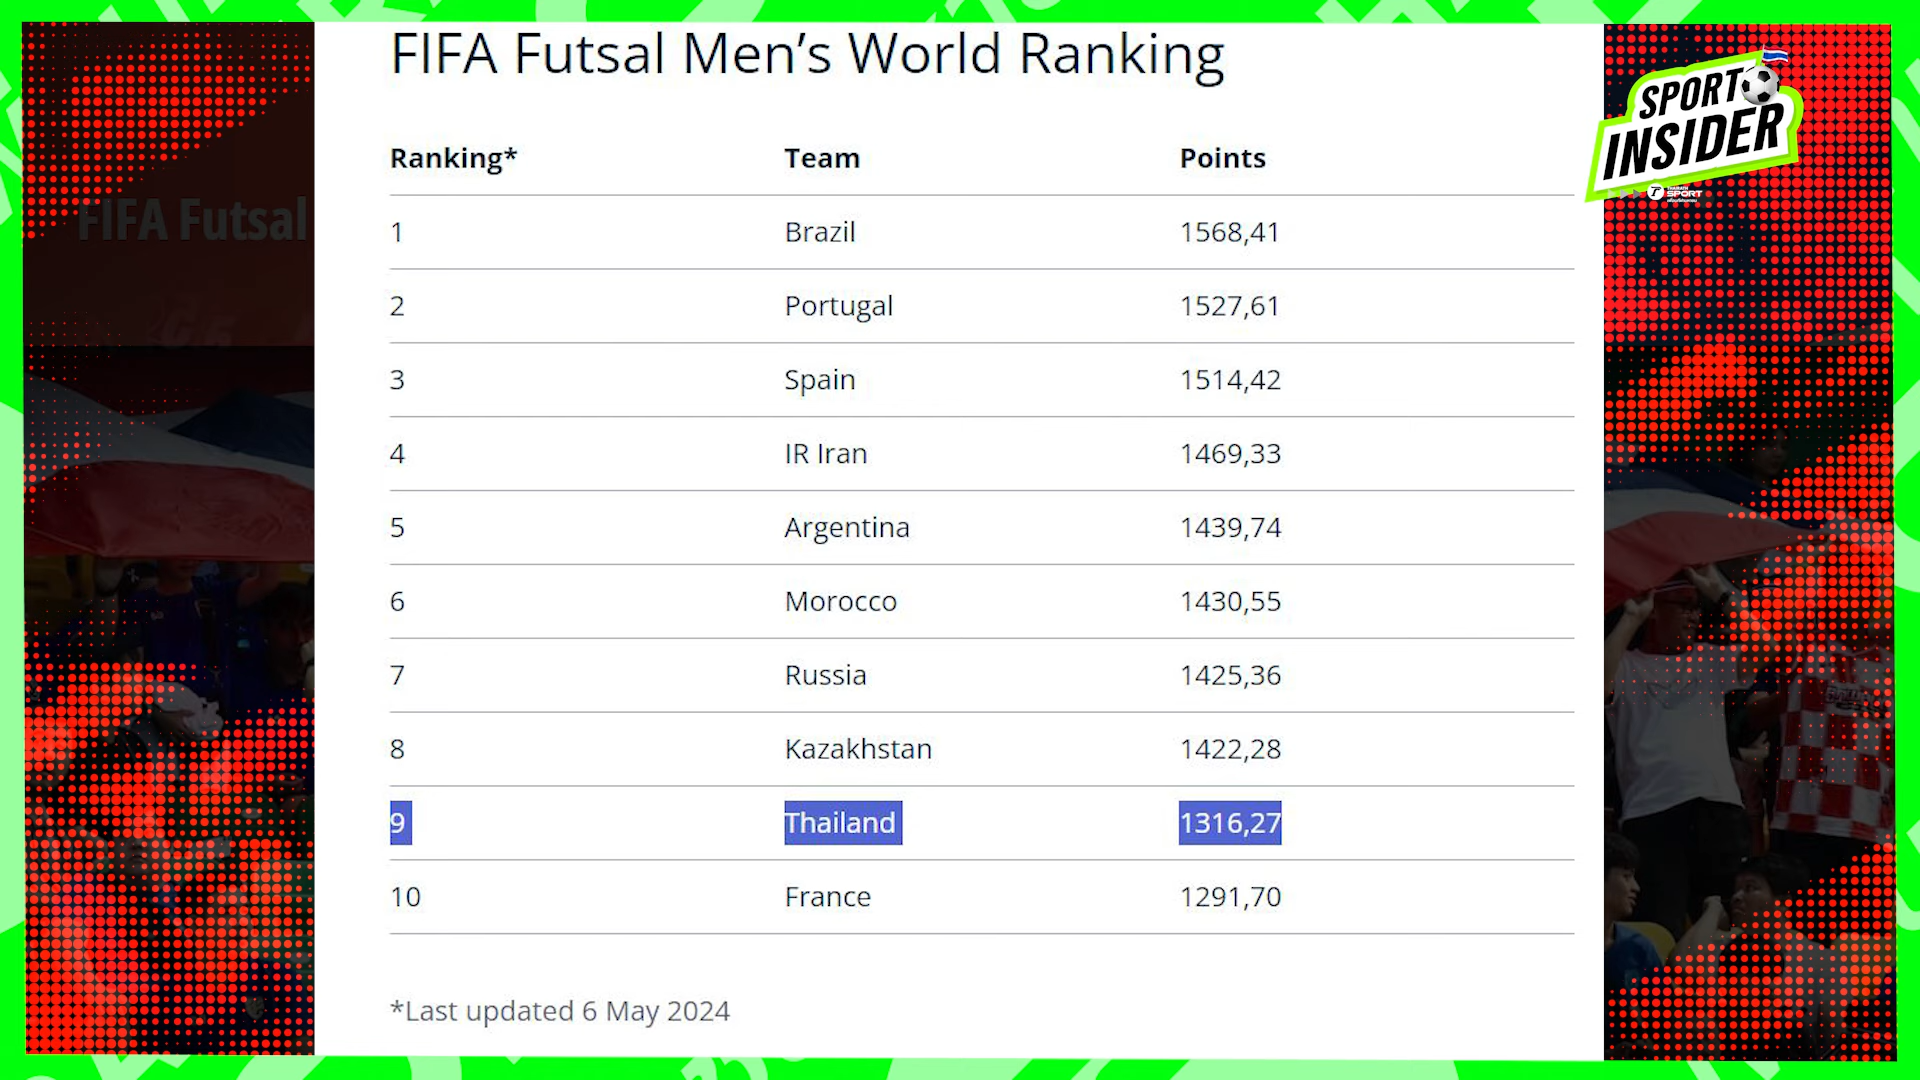 FIFA Futsal Men’s World Ranking
Ranking* Team Points
1 Brazil 1568,41
2 Portugal 1527,61
3 Spain 1514,42
4 IR Iran 1469,33
5 Argentina 1439,74
6 Morocco 1430,55
7 Russia 1425,36
8 Kazakhstan 1422,28
9 Thailand 1316,27
10 France 1291,70
*Last updated 6 May 2024
FIFA Futsal
SPORT
INSIDER
THAIRATH
SPORT